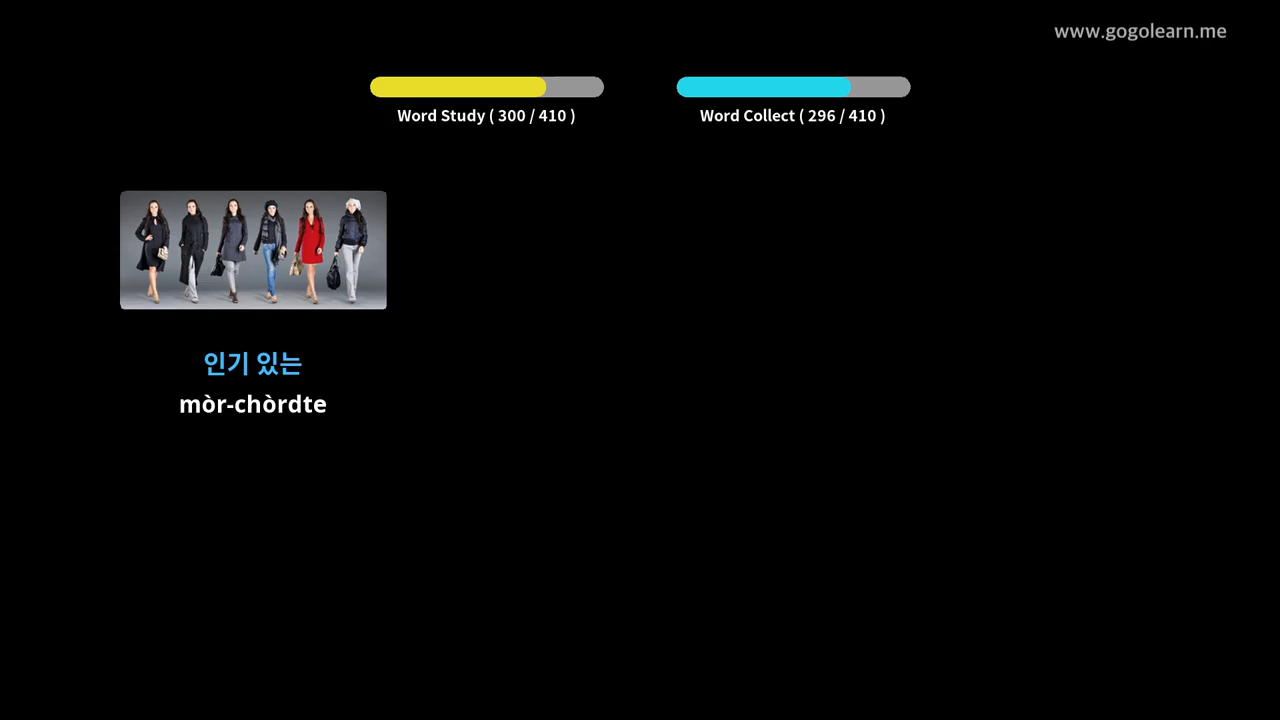 www.gogolearn.me
Word Study ( 300 / 410 )
Word Collect ( 296 / 410 )
인기 있는
mòr-chòrdte